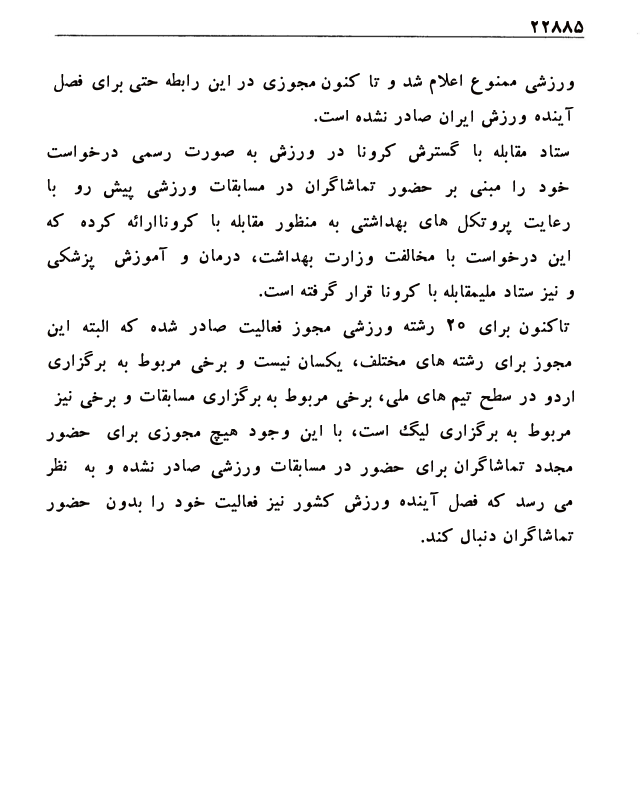 ۲۲۸۸۵
ورزشی ممنوع اعلام شد و تا کنون مجوزی در این رابطه حتی برای فصل
آینده ورزش ایران صادر نشده است.
ستاد مقابله با گسترش کرونا در ورزش به صورت رسمی درخواست
خود را مبنی بر حضور تماشاگران در مسابقات ورزشی پیش رو با
رعایت پروتکل های بهداشتی به منظور مقابله با کروناارائه کرده که
این درخواست با مخالفت وزارت بهداشت، درمان و آموزش پزشکی
و نیز ستاد ملیمقابله با کرونا قرار گرفته است.
تاکنون برای ۲۰ رشته ورزشی مجوز فعالیت صادر شده که البته این
مجوز برای رشته های مختلف، یکسان نیست و برخی مربوط به برگزاری
اردو در سطح تیم های ملی، برخی مربوط به برگزاری مسابقات و برخی نیز
مربوط به برگزاری لیگ است، با این وجود هیچ مجوزی برای حضور
مجدد تماشاگران برای حضور در مسابقات ورزشی صادر نشده و به نظر
می رسد که فصل آینده ورزش کشور نیز فعالیت خود را بدون حضور
تماشاگران دنبال کند.